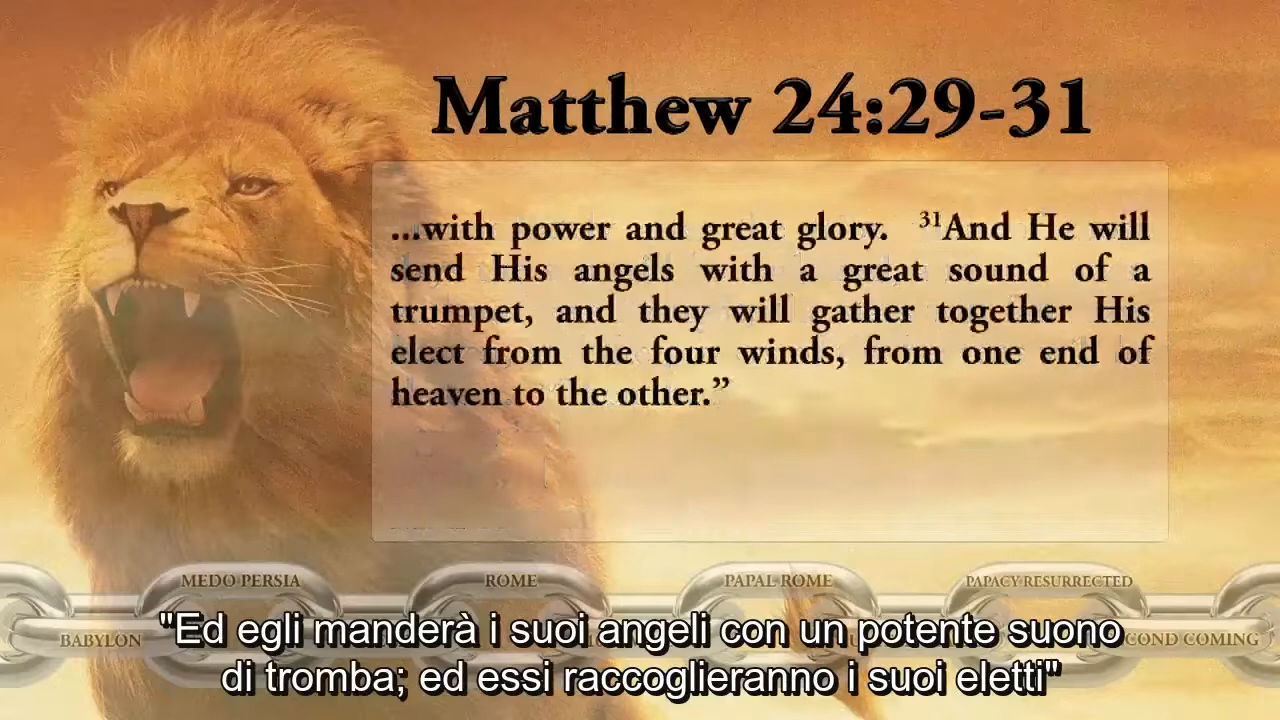 Matthew 24:29-31
...with power and great glory. 31And He will
send His angels with a great sound of a
trumpet, and they will gather together His
elect from the four winds, from one end of
heaven to the other.”
MEDO PERSIA
ROME
PAPAL ROME
PAPACY RESURRECTED
BABYLON
COND COMING
"Ed egli manderà i suoi angeli con un potente suono
di tromba; ed essi raccoglieranno i suoi eletti"